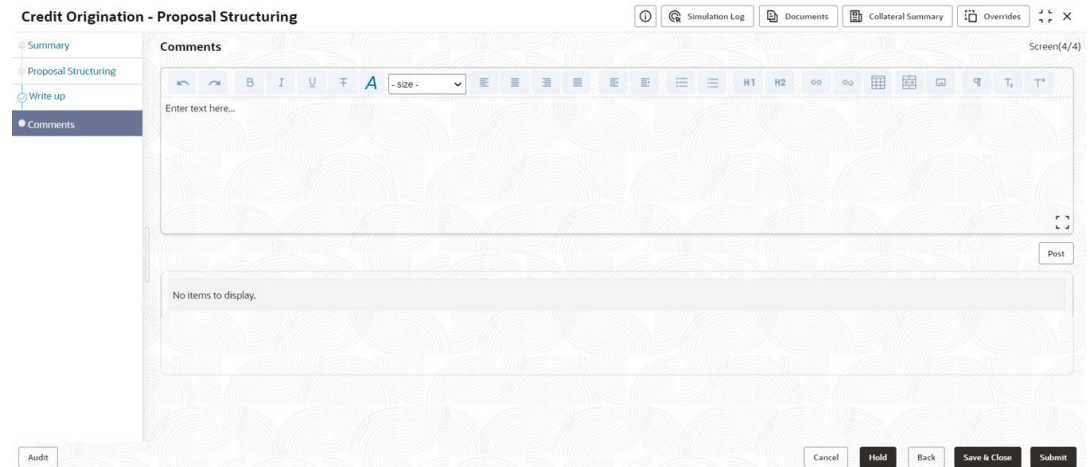 Credit Origination - Proposal Structuring
Simulation Log
Documents
Collateral Summary
Overrides
Summary
Proposal Structuring
Write up
Comments
Comments
Screen(4/4)
B I U T A - size - H1 H2 ¶ T
Enter text here...
Post
No items to display.
Audit
Cancel
Hold
Back
Save & Close
Submit